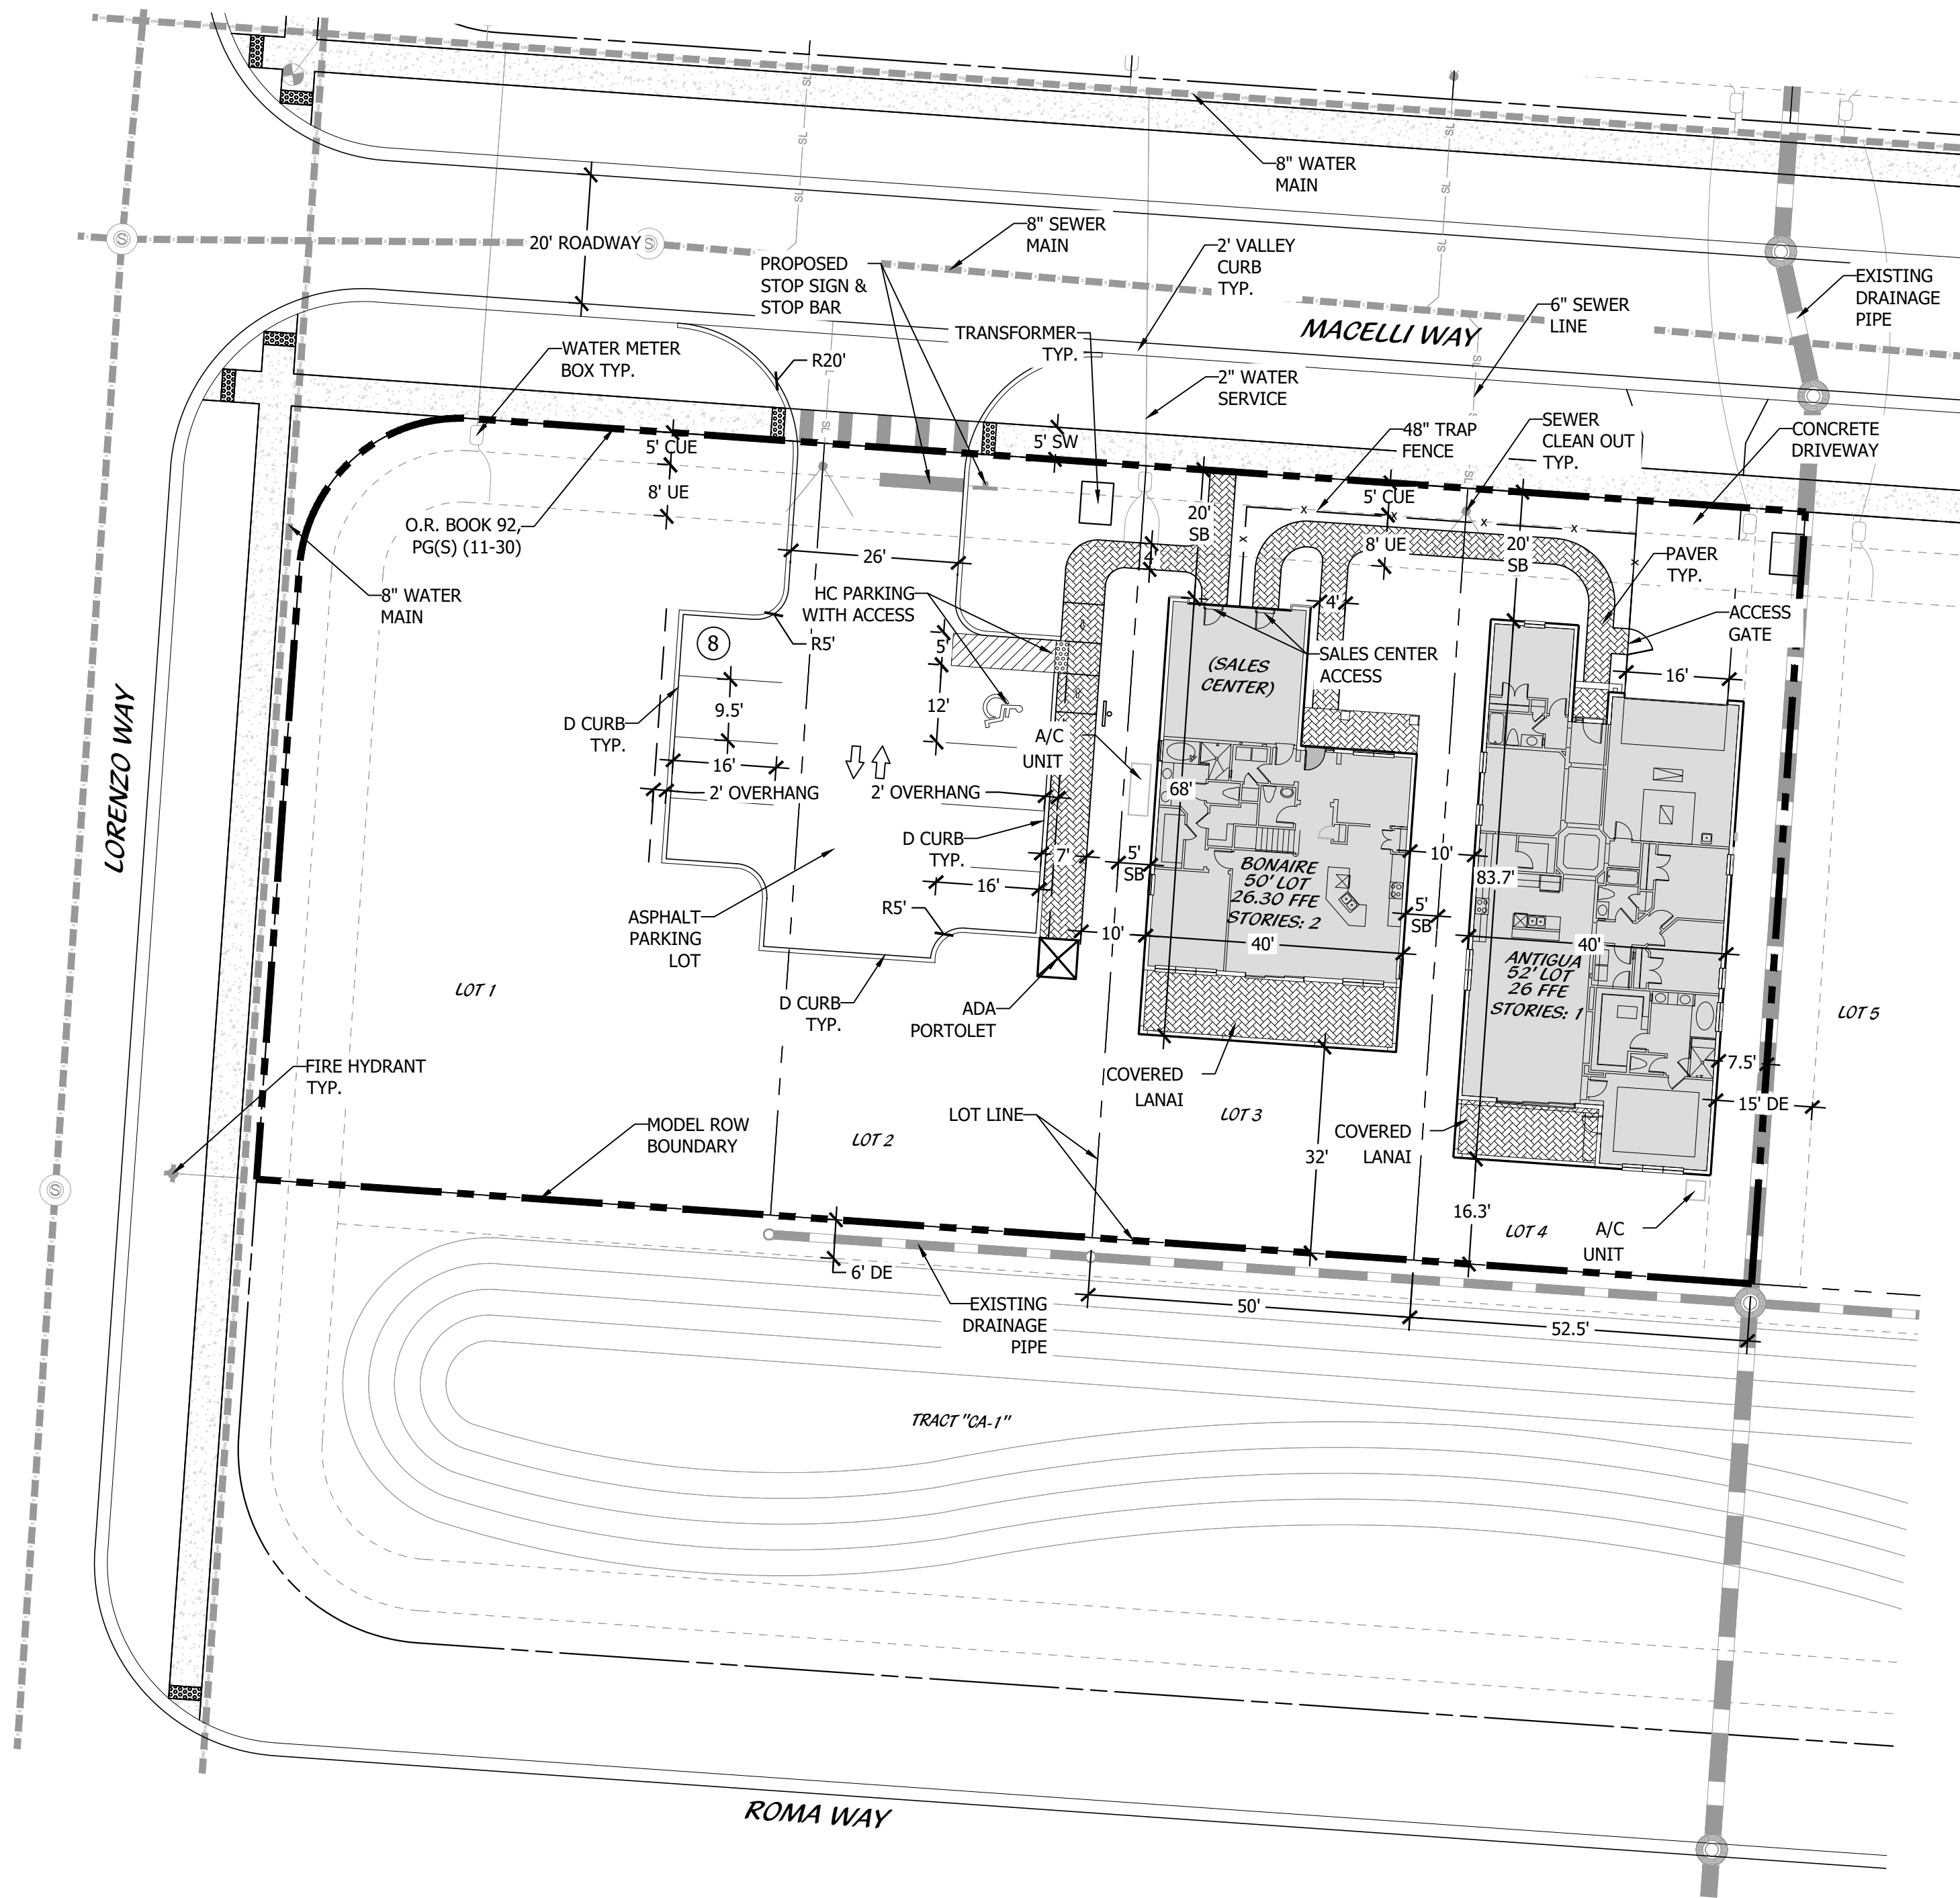 8" WATER
MAIN
20' ROADWAY
8" SEWER
MAIN
PROPOSED
STOP SIGN &
STOP BAR
2' VALLEY
CURB
TYP.
EXISTING
DRAINAGE
PIPE
6" SEWER
LINE
MACELLI WAY
TRANSFORMER
TYP.
WATER METER
BOX TYP.
R20'
2" WATER
SERVICE
SEWER
CLEAN OUT
TYP.
48" TRAP
FENCE
CONCRETE
DRIVEWAY
5' CUE
5' SW
8' UE
5' CUE
20'
SB
O.R. BOOK 92,
PG(S) (11-30)
26'
4'
8' UE
20'
SB
PAVER
TYP.
8" WATER
MAIN
HC PARKING
WITH ACCESS
4'
ACCESS
GATE
8
R5'
5'
SALES CENTER
ACCESS
(SALES
CENTER)
16'
LORENZO WAY
D CURB
TYP.
9.5'
12'
A/C
UNIT
16'
2' OVERHANG
2' OVERHANG
68'
D CURB
TYP.
7'
5'
SB
10'
BONAIRE
50' LOT
26.30 FFE
STORIES: 2
83.7'
16'
R5'
ASPHALT
PARKING
LOT
5'
SB
10'
40'
40'
ANTIGUA
52' LOT
26 FFE
STORIES: 1
LOT 1
D CURB
TYP.
ADA
PORTOLET
LOT 5
FIRE HYDRANT
TYP.
COVERED
LANAI
7.5'
15' DE
MODEL ROW
BOUNDARY
LOT LINE
LOT 2
LOT 3
COVERED
LANAI
32'
16.3'
LOT 4
A/C
UNIT
6' DE
EXISTING
DRAINAGE
PIPE
50'
52.5'
TRACT "CA-1"
ROMA WAY
S
S
S
SL
SL
SL
SL
SL
SL
SL
SL
x
x
x
x
x
x